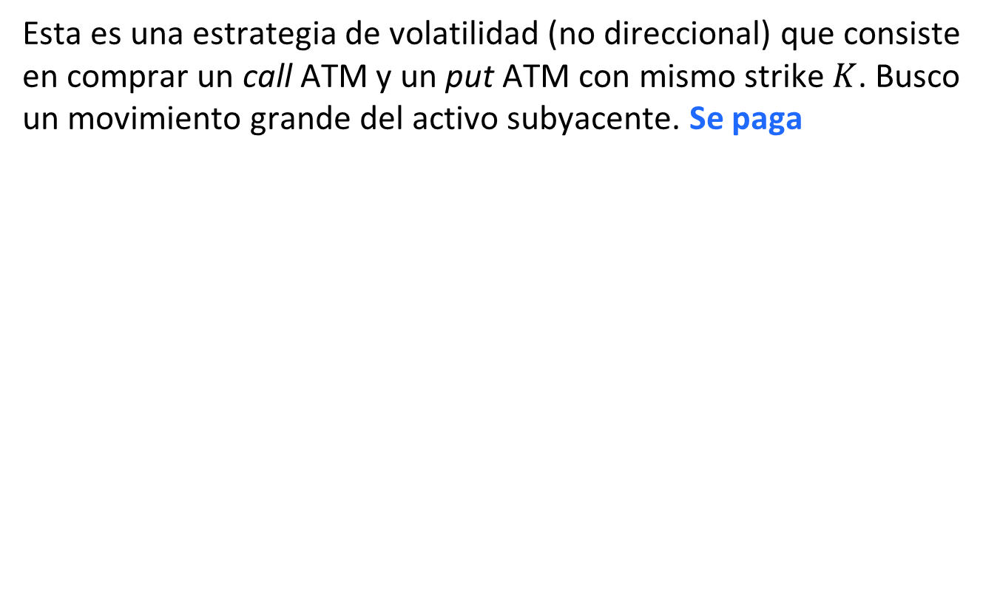 Esta es una estrategia de volatilidad (no direccional) que consiste
en comprar un call ATM y un put ATM con mismo strike K. Busco
un movimiento grande del activo subyacente. Se paga